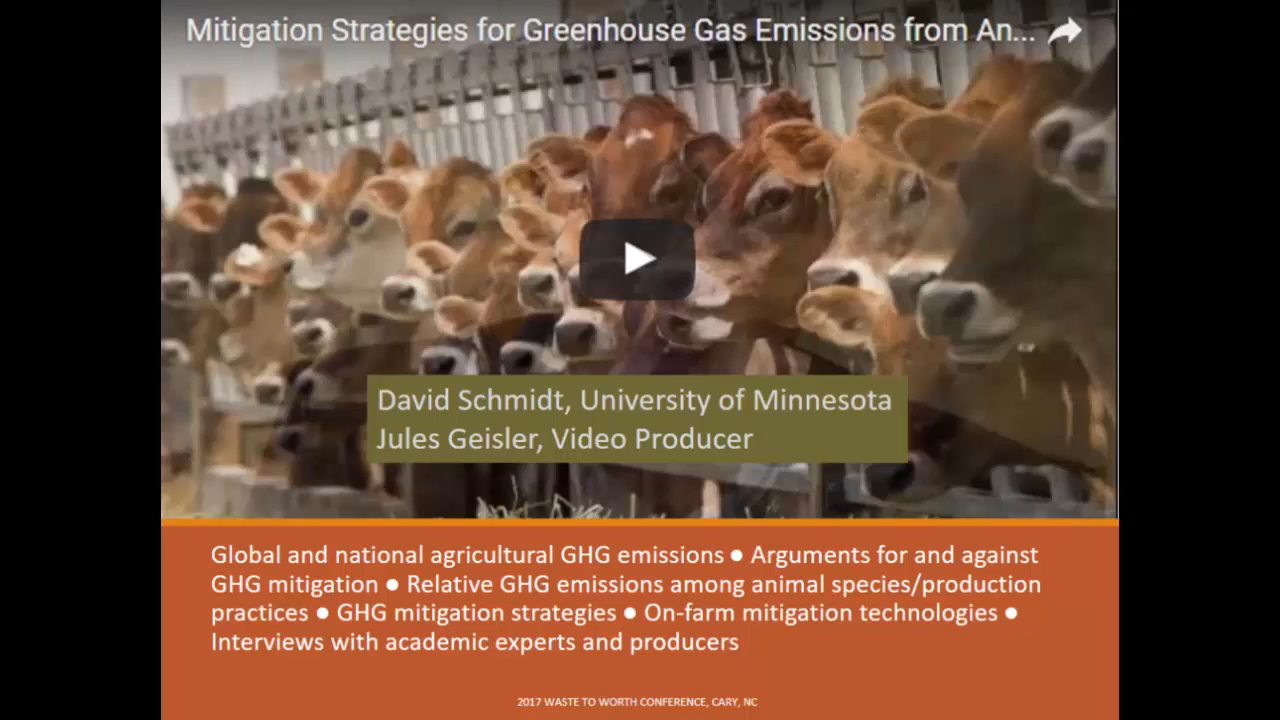 Mitigation Strategies for Greenhouse Gas Emissions from An...
David Schmidt, University of Minnesota
Jules Geisler, Video Producer
Global and national agricultural GHG emissions ● Arguments for and against
GHG mitigation ● Relative GHG emissions among animal species/production
practices ● GHG mitigation strategies ● On-farm mitigation technologies ●
Interviews with academic experts and producers
2017 WASTE TO WORTH CONFERENCE, CARY, NC